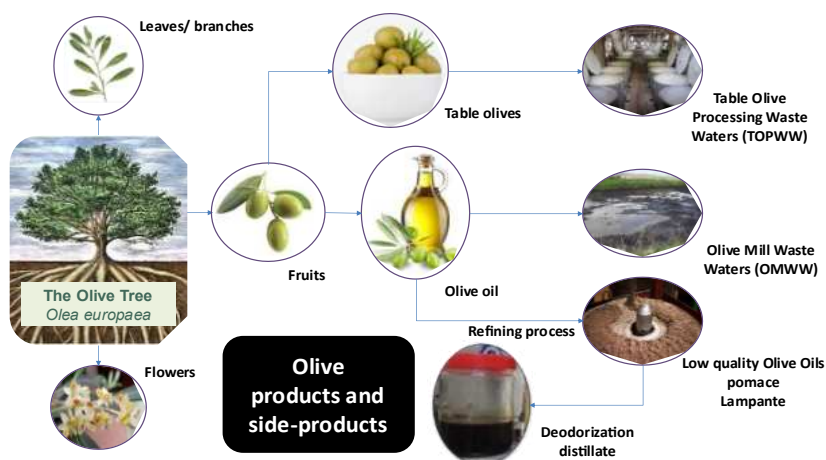 Leaves/ branches
Table olives
Table Olive
Processing Waste
Waters (TOPWW)
The Olive Tree
Olea europaea
Fruits
Olive oil
Olive Mill Waste
Waters (OMWW)
Refining process
Low quality Olive Oils
pomace
Lampante
Flowers
Olive
products and
side-products
Deodorization
distillate